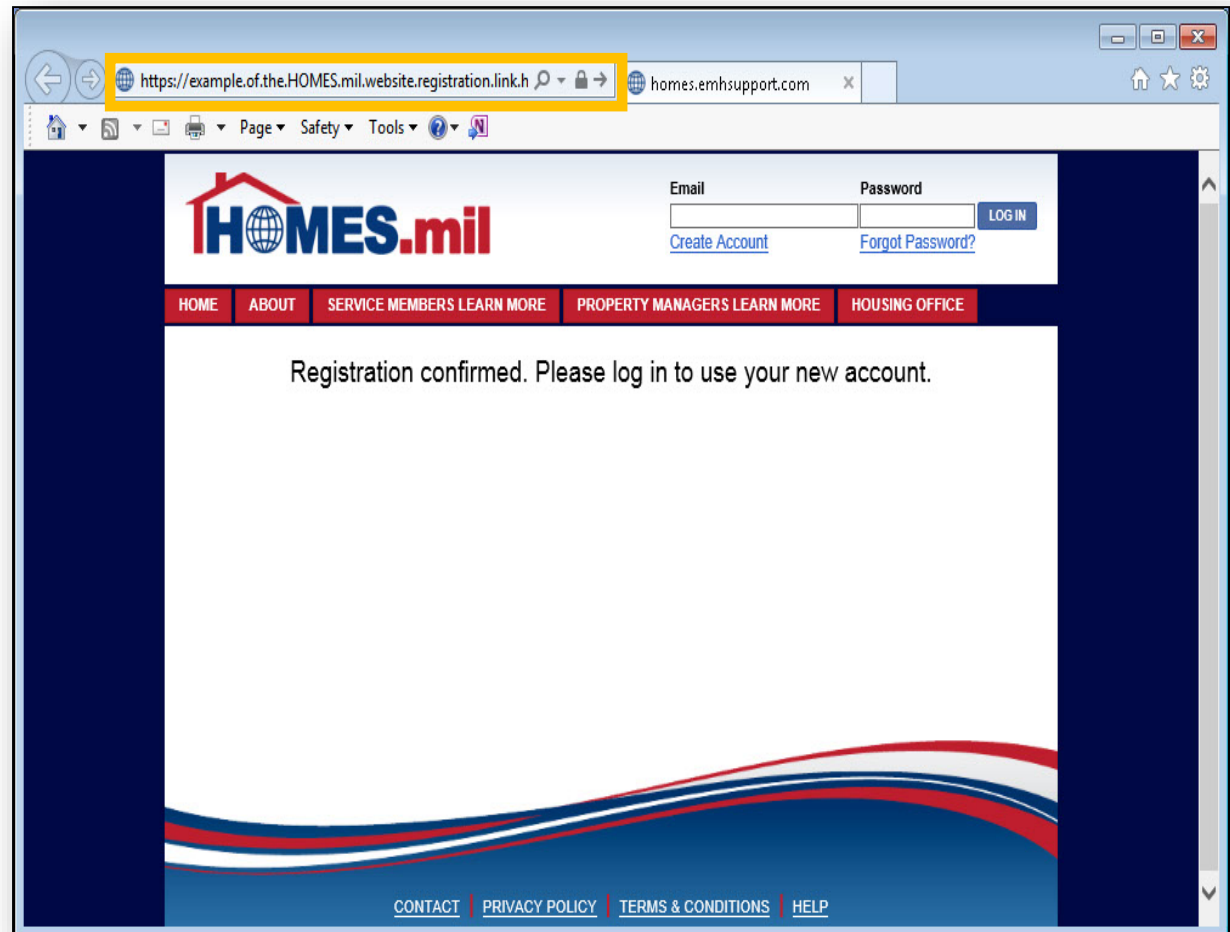 https://example.of.the.HOMES.mil.website.registration.link.h
homes.emhsupport.com
Page Safety Tools
HOMES.mil
Email Password
LOG IN
Create Account Forgot Password?
HOME ABOUT SERVICE MEMBERS LEARN MORE PROPERTY MANAGERS LEARN MORE HOUSING OFFICE
Registration confirmed. Please log in to use your new account.
CONTACT PRIVACY POLICY TERMS & CONDITIONS HELP